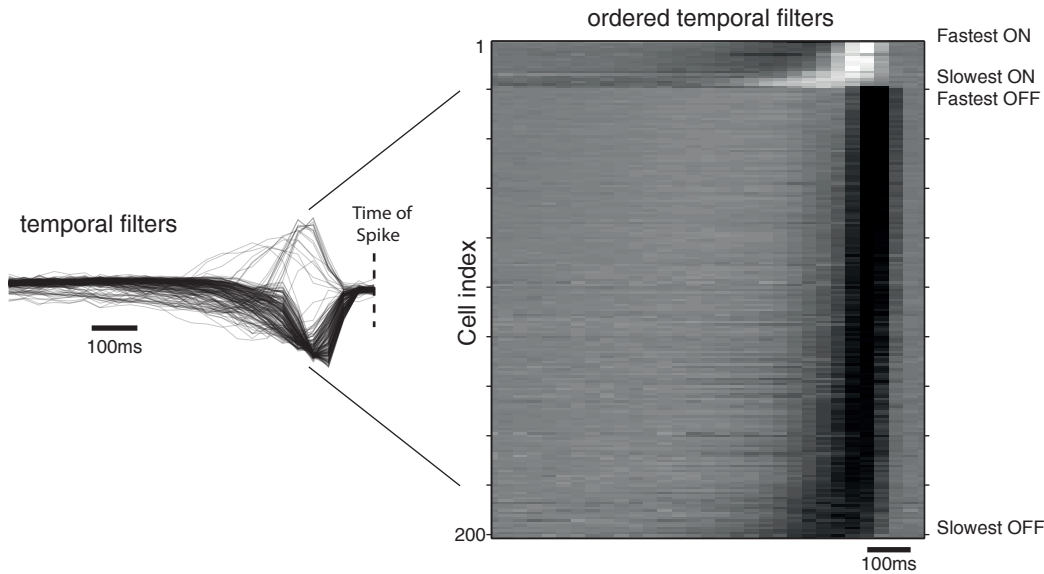 temporal filters
Time of
Spike
100ms
ordered temporal filters
Cell index
1
200
Fastest ON
Slowest ON
Fastest OFF
Slowest OFF
100ms